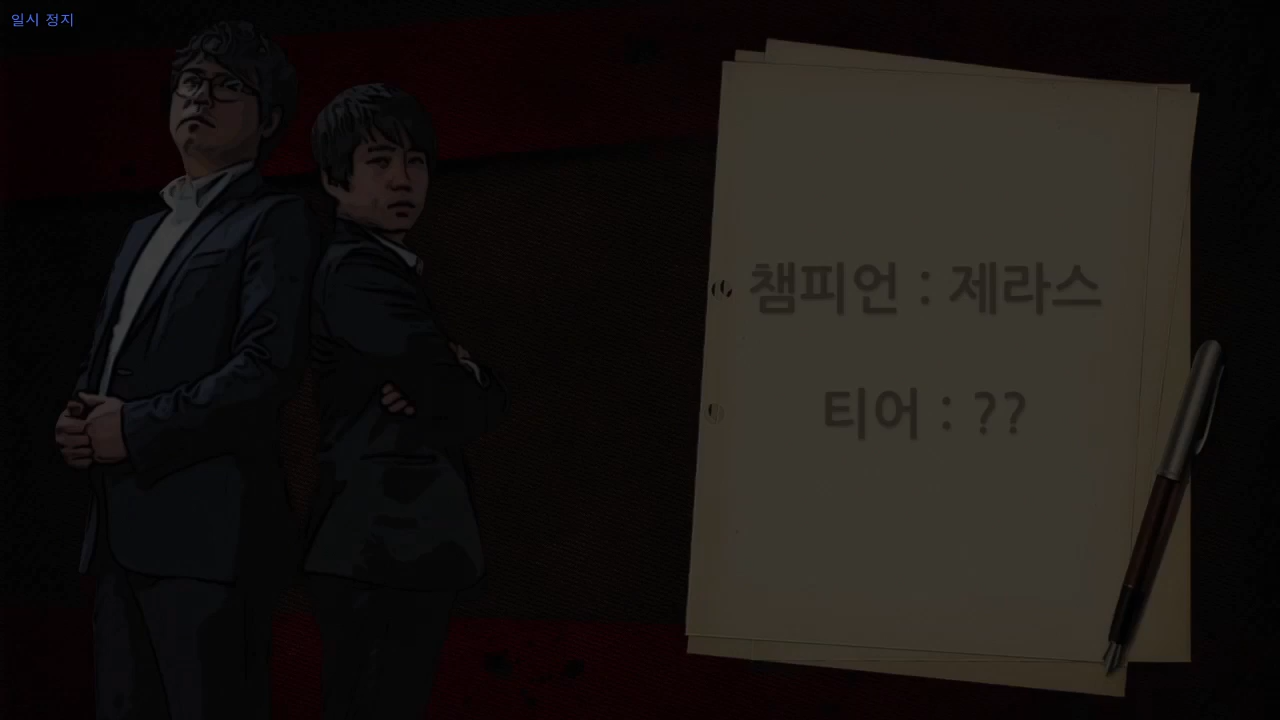 일시 정지
챔피언 : 제라스
티어 : ??